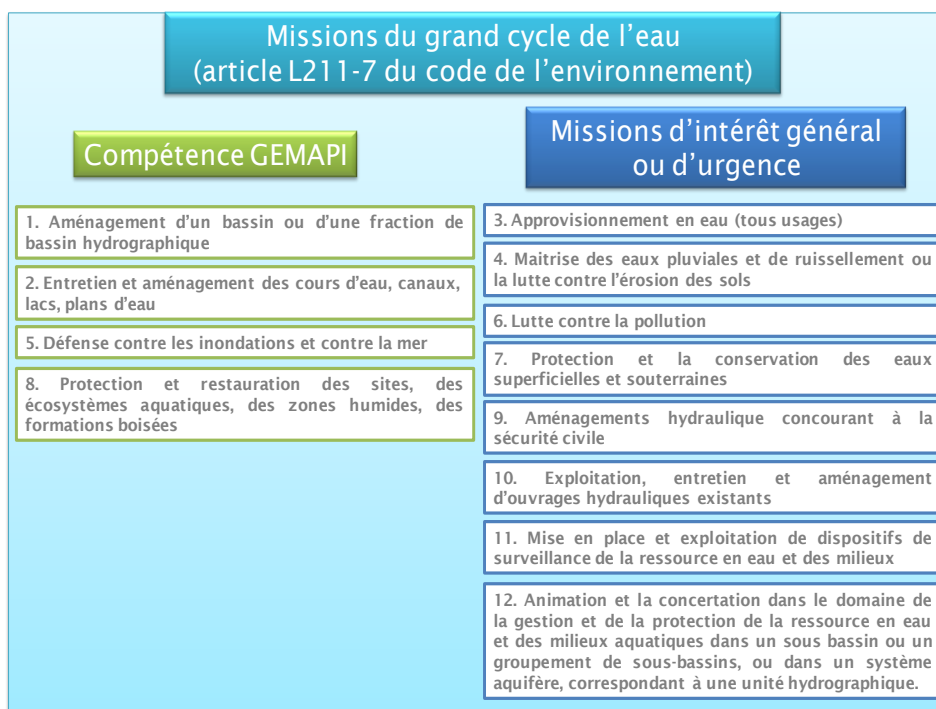 Missions du grand cycle de l’eau
(article L211-7 du code de l’environnement)
Compétence GEMAPI
1. Aménagement d’un bassin ou d’une fraction de
bassin hydrographique
2. Entretien et aménagement des cours d’eau, canaux,
lacs, plans d’eau
5. Défense contre les inondations et contre la mer
8. Protection et restauration des sites, des
écosystèmes aquatiques, des zones humides, des
formations boisées
Missions d’intérêt général
ou d’urgence
3. Approvisionnement en eau (tous usages)
4. Maitrise des eaux pluviales et de ruissellement ou
la lutte contre l’érosion des sols
6. Lutte contre la pollution
7. Protection et la conservation des eaux
superficielles et souterraines
9. Aménagements hydraulique concourant à la
sécurité civile
10. Exploitation, entretien et aménagement
d’ouvrages hydrauliques existants
11. Mise en place et exploitation de dispositifs de
surveillance de la ressource en eau et des milieux
12. Animation et la concertation dans le domaine de
la gestion et de la protection de la ressource en eau
et des milieux aquatiques dans un sous bassin ou un
groupement de sous-bassins, ou dans un système
aquifère, correspondant à une unité hydrographique.